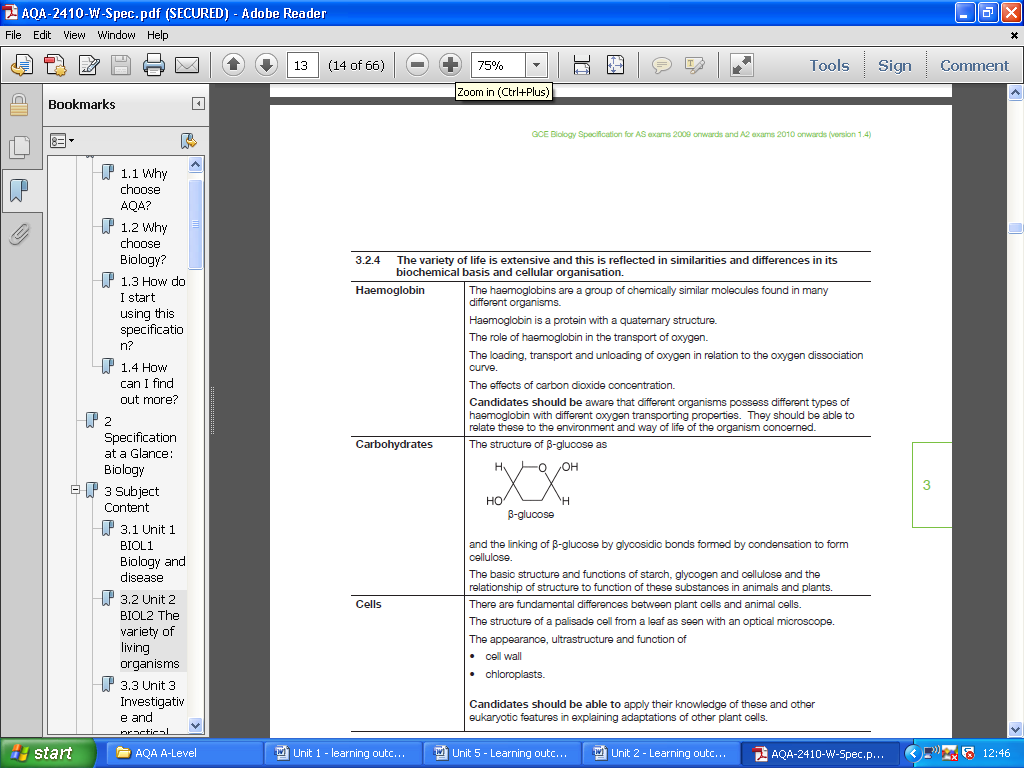 AQA-2410-W-Spec.pdf (SECURED) - Adobe Reader
File Edit View Window Help
13 (14 of 66) 75% Tools Sign Comment
Zoom in (Ctrl+Plus)
Bookmarks
1.1 Why
choose
AQA?
1.2 Why
choose
Biology?
1.3 How do
I start
using this
specificatio
n?
1.4 How
can I find
out more?
2
Specification
at a Glance:
Biology
3 Subject
Content
3.1 Unit 1
BIOL1
Biology and
disease
3.2 Unit 2
BIOL2 The
variety of
living
organisms
3.3 Unit 3
Investigativ
e and
practical
GCE Biology Specification for AS exams 2009 onwards and A2 exams 2010 onwards (version 1.4)
3.2.4 The variety of life is extensive and this is reflected in similarities and differences in its
biochemical basis and cellular organisation.
Haemoglobin
The haemoglobins are a group of chemically similar molecules found in many
different organisms.
Haemoglobin is a protein with a quaternary structure.
The role of haemoglobin in the transport of oxygen.
The loading, transport and unloading of oxygen in relation to the oxygen dissociation
curve.
The effects of carbon dioxide concentration.
Candidates should be aware that different organisms possess different types of
haemoglobin with different oxygen transporting properties. They should be able to
relate these to the environment and way of life of the organism concerned.
Carbohydrates
The structure of β-glucose as
H O OH
HO H
β-glucose
and the linking of β-glucose by glycosidic bonds formed by condensation to form
cellulose.
The basic structure and functions of starch, glycogen and cellulose and the
relationship of structure to function of these substances in animals and plants.
Cells
There are fundamental differences between plant cells and animal cells.
The structure of a palisade cell from a leaf as seen with an optical microscope.
The appearance, ultrastructure and function of
• cell wall
• chloroplasts.
Candidates should be able to apply their knowledge of these and other
eukaryotic features in explaining adaptations of other plant cells.
3
start AQA A-Level Unit 1 - learning outc... Unit 5 - Learning outc... Unit 2 - Learning outc... AQA-2410-W-Spec.p... 12:46